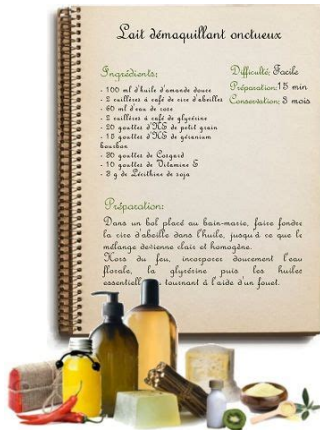 Lait démaquillant onctueux
Ingrédients:
- 100 ml d'huile d'amande douce
- 2 cuillères à café de cire d'abeilles
- 60 ml d'eau de rose
- 2 cuillères à café de glycérine
- 20 gouttes d'HE de petit grain
- 15 gouttes d'HE de géranium
bourbon
- 30 gouttes de Cosgard
- 10 gouttes de Vitamine E
- 3 g de Lécithine de soja
Difficulté: Facile
Préparation: 15 min
Conservation: 3 mois
Préparation:
Dans un bol placé au bain-marie, faire fondre
la cire d'abeille dans l'huile, jusqu'à ce que le
mélange devienne clair et homogène.
Hors du feu, incorporer doucement l'eau
florale, la glycérine puis les huiles
essentielles tournant à l'aide d'un fouet.